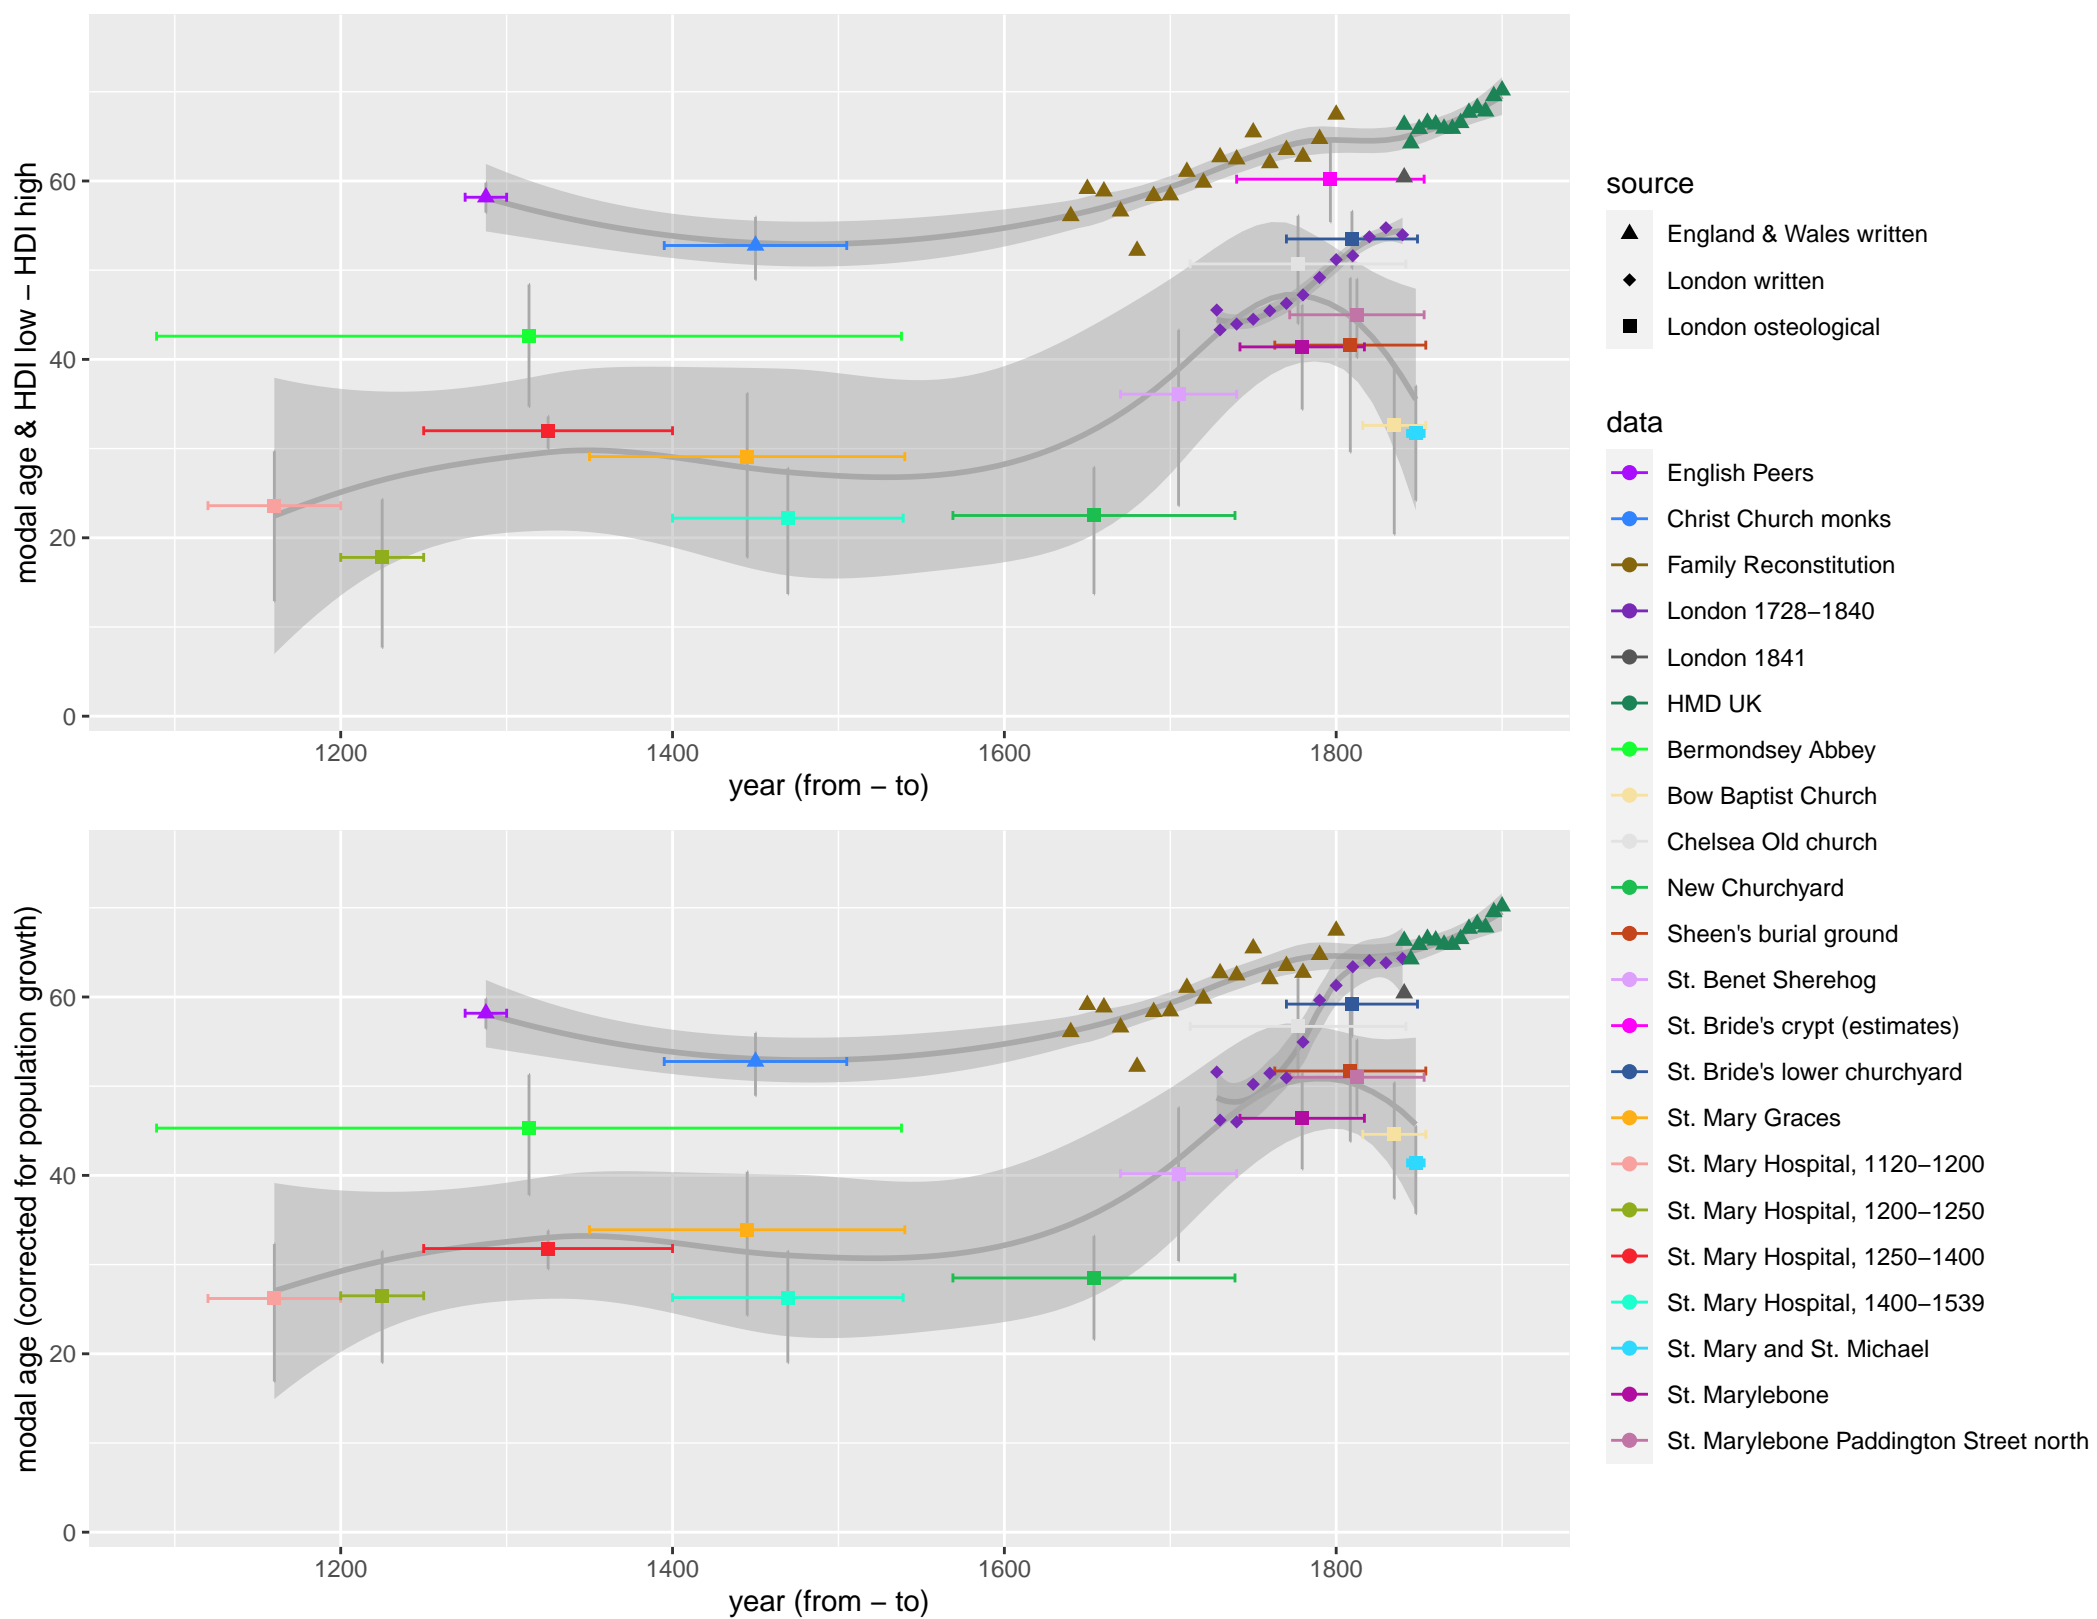 modal age & HDI low – HDI high
60
40
20
0
1200 1400 1600 1800
year (from – to)
modal age (corrected for population growth)
60
40
20
0
1200 1400 1600 1800
year (from – to)
source
England & Wales written
London written
London osteological
data
English Peers
Christ Church monks
Family Reconstitution
London 1728–1840
London 1841
HMD UK
Bermondsey Abbey
Bow Baptist Church
Chelsea Old church
New Churchyard
Sheen's burial ground
St. Benet Sherehog
St. Bride's crypt (estimates)
St. Bride's lower churchyard
St. Mary Graces
St. Mary Hospital, 1120–1200
St. Mary Hospital, 1200–1250
St. Mary Hospital, 1250–1400
St. Mary Hospital, 1400–1539
St. Mary and St. Michael
St. Marylebone
St. Marylebone Paddington Street north